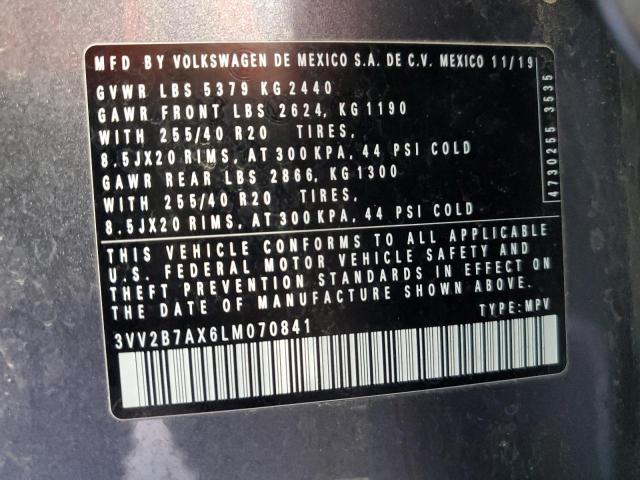 MFD BY VOLKSWAGEN DE MEXICO S.A. DE C.V. MEXICO 11/19
GVWR LBS 5379 KG 2440
GAWR FRONT LBS 2624, KG 1190
WITH 255/40 R20 TIRES,
8.5JX20 RIMS, AT 300 KPA, 44 PSI COLD
GAWR REAR LBS 2866, KG 1300
WITH 255/40 R20 TIRES,
8.5JX20 RIMS, AT 300 KPA, 44 PSI COLD
4730255 3535
THIS VEHICLE CONFORMS TO ALL APPLICABLE
U.S. FEDERAL MOTOR VEHICLE SAFETY AND
THEFT PREVENTION STANDARDS IN EFFECT ON
THE DATE OF MANUFACTURE SHOWN ABOVE.
3VV2B7AX6LM070841 TYPE: MPV